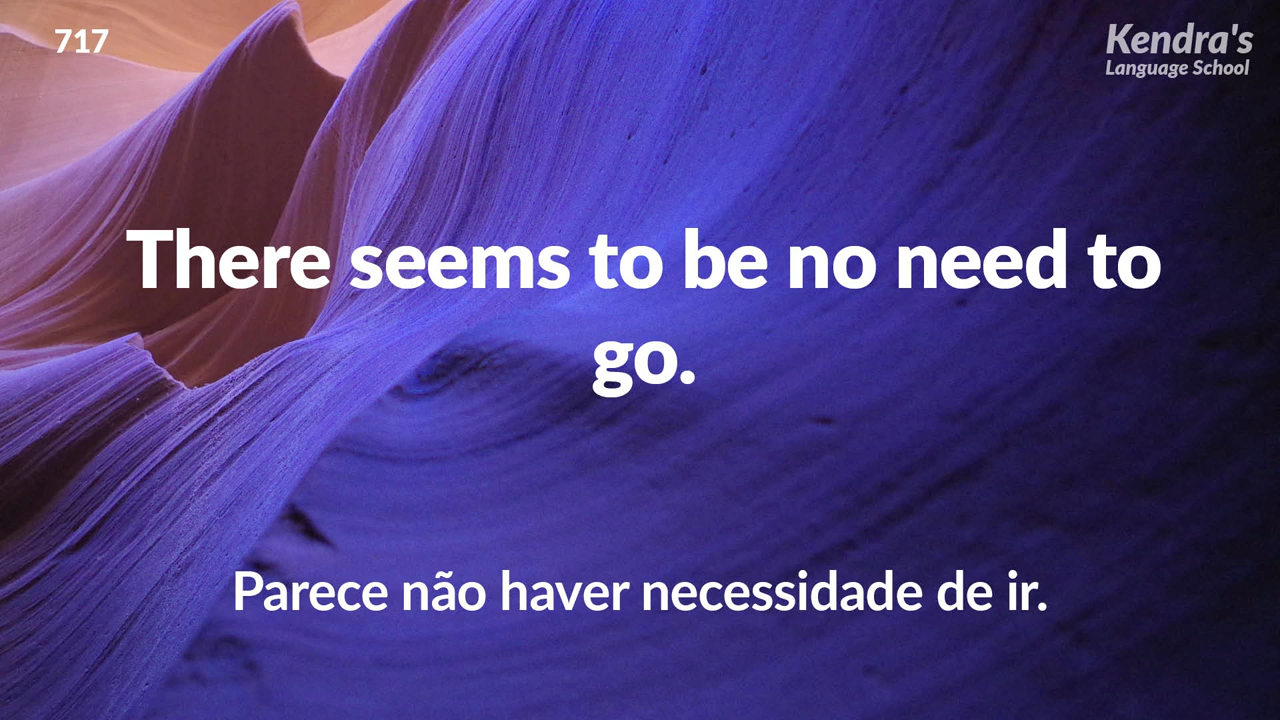 717
Kendra's
Language School
There seems to be no need to
go.
Parece não haver necessidade de ir.